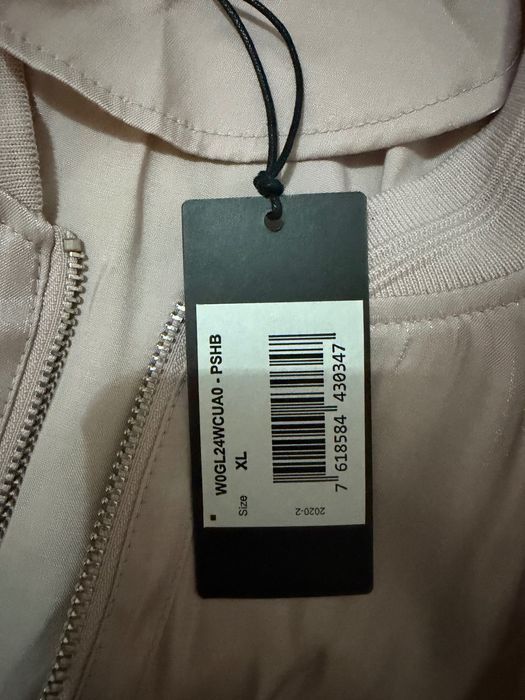 W0GL24WCUA0 - PSHB
Size
XL
7 618584 430347
2020-2